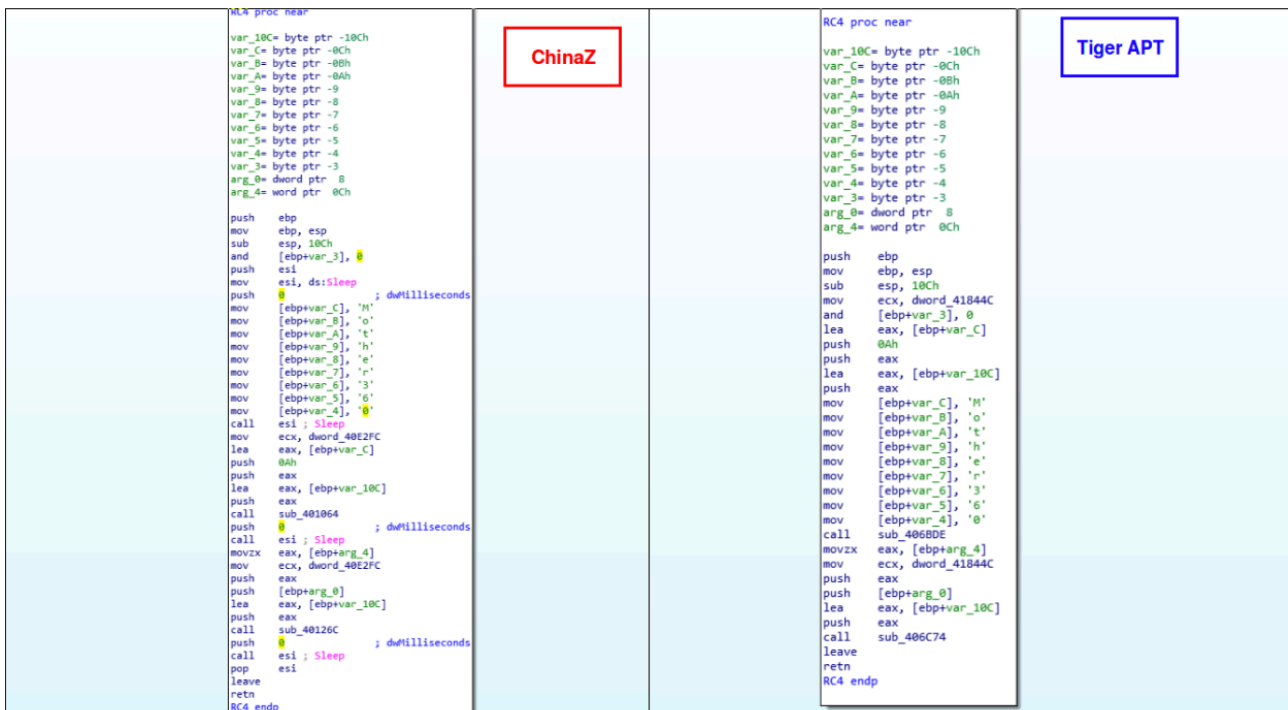 RC4 proc near
var_10C= byte ptr -10Ch
var_C= byte ptr -0Ch
var_B= byte ptr -0Bh
var_A= byte ptr -0Ah
var_9= byte ptr -9
var_8= byte ptr -8
var_7= byte ptr -7
var_6= byte ptr -6
var_5= byte ptr -5
var_4= byte ptr -4
var_3= byte ptr -3
arg_0= dword ptr 8
arg_4= word ptr 0Ch
push ebp
mov ebp, esp
sub esp, 10Ch
and [ebp+var_3], 0
push esi
mov esi, ds:Sleep
push 0 ; dwMilliseconds
mov [ebp+var_C], 'M'
mov [ebp+var_B], 'o'
mov [ebp+var_A], 't'
mov [ebp+var_9], 'h'
mov [ebp+var_8], 'e'
mov [ebp+var_7], 'r'
mov [ebp+var_6], '3'
mov [ebp+var_5], '6'
mov [ebp+var_4], '0'
call esi ; Sleep
mov ecx, dword_40E2FC
lea eax, [ebp+var_C]
push 0Ah
push eax
lea eax, [ebp+var_10C]
push eax
call sub_401064
push 0 ; dwMilliseconds
call esi ; Sleep
movzx eax, [ebp+arg_4]
mov ecx, dword_40E2FC
push eax
push [ebp+arg_0]
lea eax, [ebp+var_10C]
push eax
call sub_40126C
push 0 ; dwMilliseconds
call esi ; Sleep
pop esi
leave
retn
RC4 endp
ChinaZ
RC4 proc near
var_10C= byte ptr -10Ch
var_C= byte ptr -0Ch
var_B= byte ptr -0Bh
var_A= byte ptr -0Ah
var_9= byte ptr -9
var_8= byte ptr -8
var_7= byte ptr -7
var_6= byte ptr -6
var_5= byte ptr -5
var_4= byte ptr -4
var_3= byte ptr -3
arg_0= dword ptr 8
arg_4= word ptr 0Ch
push ebp
mov ebp, esp
sub esp, 10Ch
mov ecx, dword_41844C
and [ebp+var_3], 0
lea eax, [ebp+var_C]
push 0Ah
push eax
lea eax, [ebp+var_10C]
push eax
mov [ebp+var_C], 'M'
mov [ebp+var_B], 'o'
mov [ebp+var_A], 't'
mov [ebp+var_9], 'h'
mov [ebp+var_8], 'e'
mov [ebp+var_7], 'r'
mov [ebp+var_6], '3'
mov [ebp+var_5], '6'
mov [ebp+var_4], '0'
call sub_406BDE
movzx eax, [ebp+arg_4]
mov ecx, dword_41844C
push eax
push [ebp+arg_0]
lea eax, [ebp+var_10C]
push eax
call sub_406C74
leave
retn
RC4 endp
Tiger APT